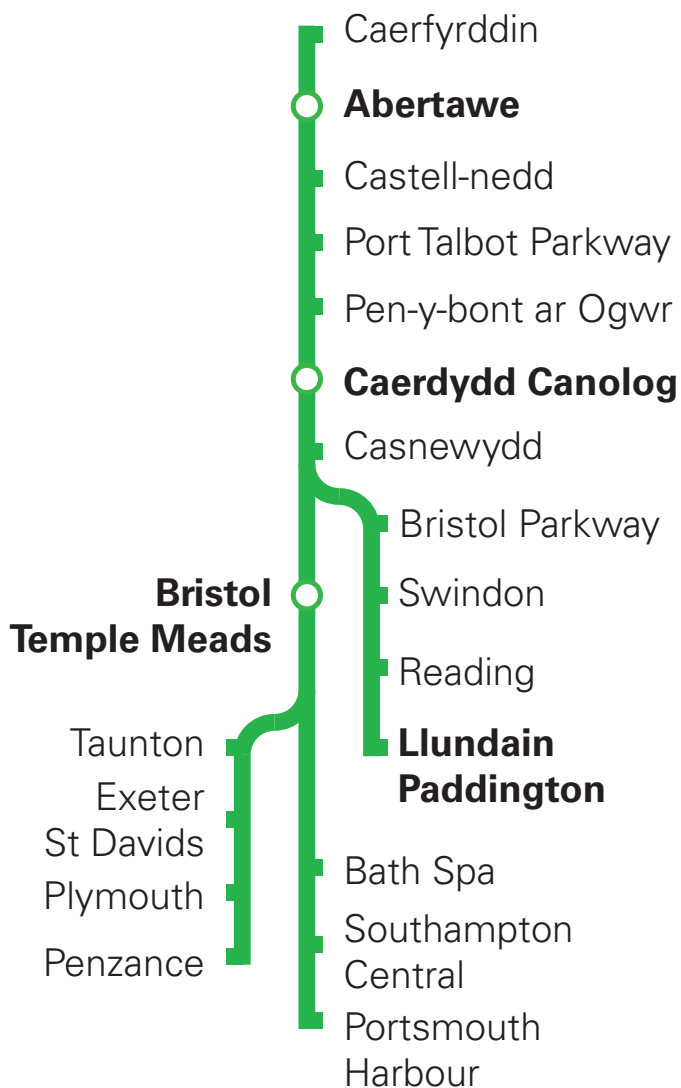 Caerfyrddin
Abertawe
Castell-nedd
Port Talbot Parkway
Pen-y-bont ar Ogwr
Caerdydd Canolog
Casnewydd
Bristol Parkway
Swindon
Reading
Llundain
Paddington
Bristol
Temple Meads
Taunton
Exeter
St Davids
Plymouth
Penzance
Bath Spa
Southampton
Central
Portsmouth
Harbour